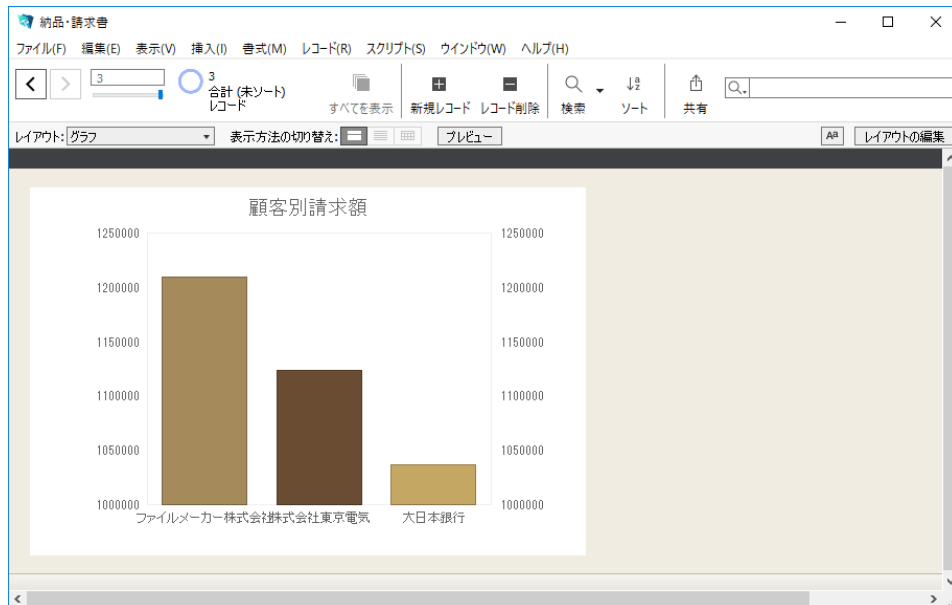 納品・請求書
ファイル(F) 編集(E) 表示(V) 挿入(I) 書式(M) レコード(R) スクリプト(S) ウインドウ(W) ヘルプ(H)
3
3
合計 (未ソート)
レコード
すべてを表示 新規レコード レコード削除 検索 ソート 共有
レイアウト: グラフ 表示方法の切り替え: プレビュー Aª レイアウトの編集
顧客別請求額
1250000 1250000
1200000 1200000
1150000 1150000
1100000 1100000
1050000 1050000
1000000 1000000
ファイルメーカー株式会社 株式会社東京電気 大日本銀行